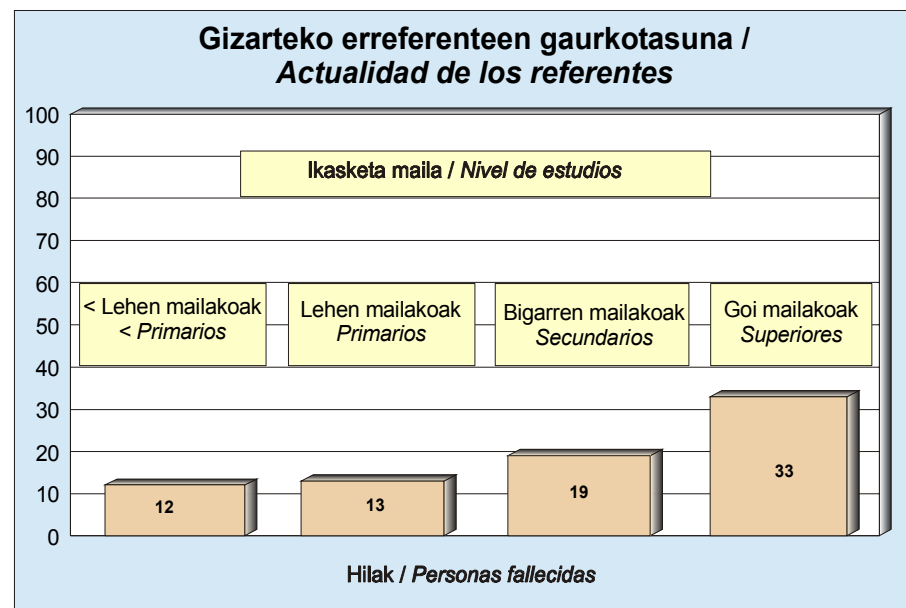 Gizarteko erreferenteen gaurkotasuna /
Actualidad de los referentes
100
90
80
70
60
50
40
30
20
10
0
Ikasketa maila / Nivel de estudios
< Lehen mailakoak
< Primarios
Lehen mailakoak
Primarios
Bigarren mailakoak
Secundarios
Goi mailakoak
Superiores
12
13
19
33
Hilak / Personas fallecidas